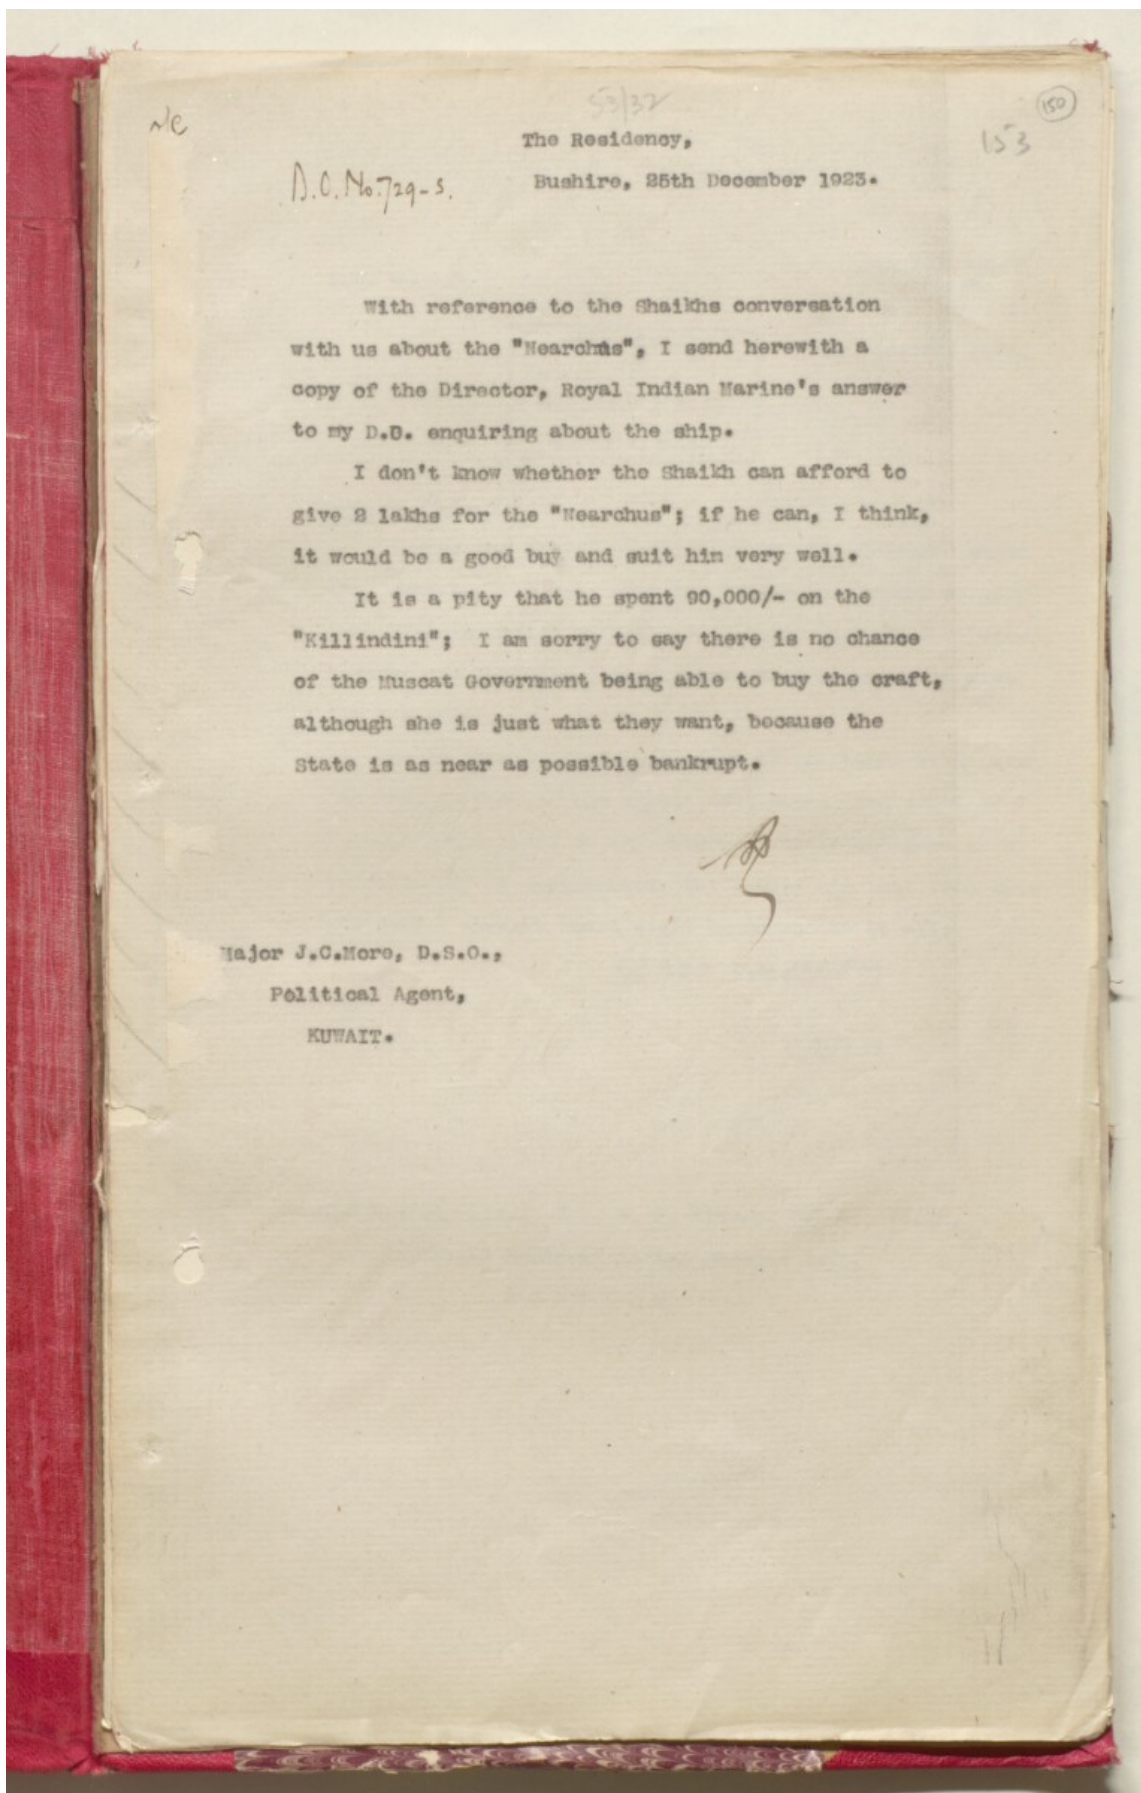 53/32
150
153
The Residency,
D.O. No. 729-S.
Bushire, 25th December 1923.
With reference to the Shaikhs conversation
with us about the "Nearchus", I send herewith a
copy of the Director, Royal Indian Marine's answer
to my D.O. enquiring about the ship.
I don't know whether the Shaikh can afford to
give 2 lakhs for the "Nearchus"; if he can, I think,
it would be a good buy and suit him very well.
It is a pity that he spent 90,000/- on the
"Killindini"; I am sorry to say there is no chance
of the Muscat Government being able to buy the craft,
although she is just what they want, because the
State is as near as possible bankrupt.
Major J.C.More, D.S.O.,
Political Agent,
KUWAIT.